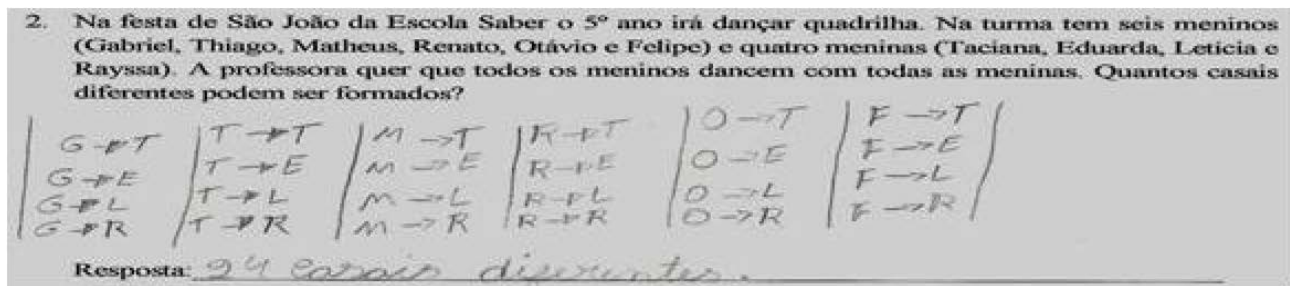 2. Na festa de São João da Escola Saber o 5º ano irá dançar quadrilha. Na turma tem seis meninos
(Gabriel, Thiago, Matheus, Renato, Otávio e Felipe) e quatro meninas (Taciana, Eduarda, Leticia e
Rayssa). A professora quer que todos os meninos dancem com todas as meninas. Quantos casais
diferentes podem ser formados?
G→T T→T M→T R→T O→T F→T
G→E T→E M→E R→E O→E F→E
G→L T→L M→L R→L O→L F→L
G→R T→R M→R R→R O→R F→R
Resposta: 24 casais diserentes.